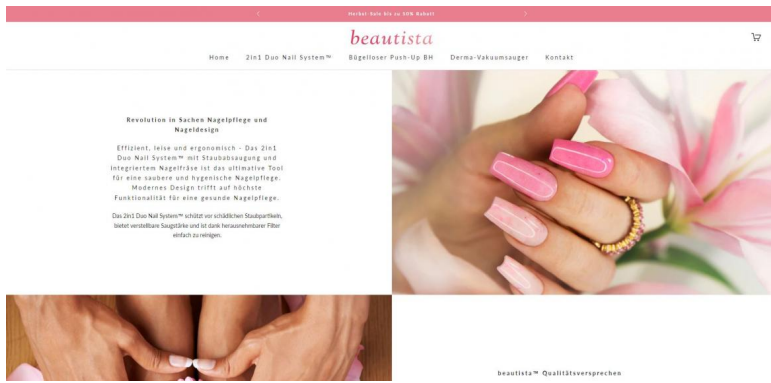 Herbst Sale bis zu 50% Rabatt
beautista
Home 2in1 Duo Nail System™ Bügelloser Push-Up BH Derma-Vakuumsauger Kontakt
Revolution in Sachen Nagelpflege und
Nageldesign
Effizient, leise und ergonomisch - Das 2in1
Duo Nail System™ mit Staubabsaugung und
integriertem Nagelfräse ist das ultimative Tool
für eine saubere und hygenische Nagelpflege.
Modernes Design trifft auf höchste
Funktionalität für eine gesunde Nagelpflege.
Das 2in1 Duo Nail System™ schützt vor schädlichen Staubpartikeln,
bietet verstellbare Saugstärke und ist dank herausnehmbarer Filter
einfach zu reinigen.
beautista™ Qualitätsversprechen